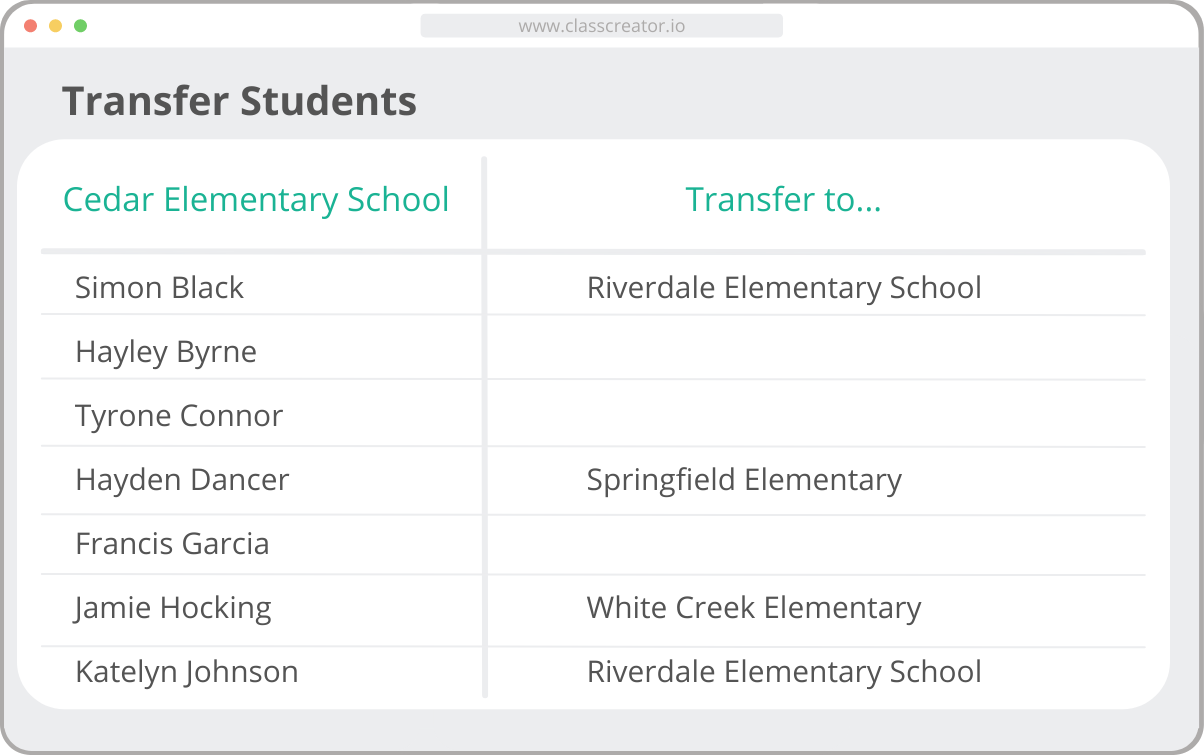 www.classcreator.io
Transfer Students
Cedar Elementary School Transfer to...
Simon Black Riverdale Elementary School
Hayley Byrne
Tyrone Connor
Hayden Dancer Springfield Elementary
Francis Garcia
Jamie Hocking White Creek Elementary
Katelyn Johnson Riverdale Elementary School